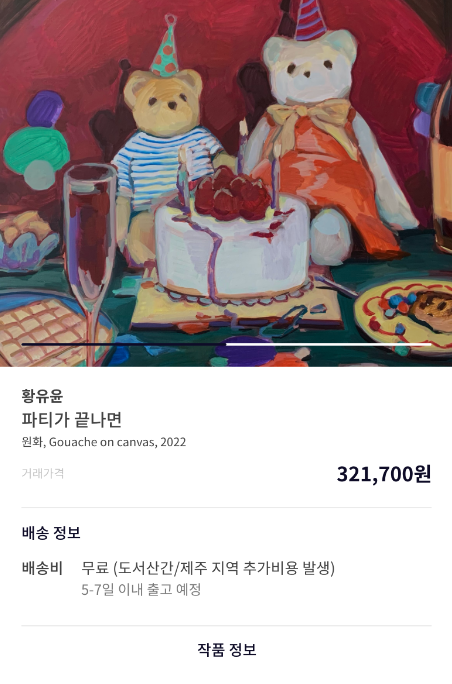 황유윤
파티가 끝나면
원화, Gouache on canvas, 2022
거래가격
321,700원
배송 정보
배송비 무료 (도서산간/제주 지역 추가비용 발생)
5-7일 이내 출고 예정
작품 정보